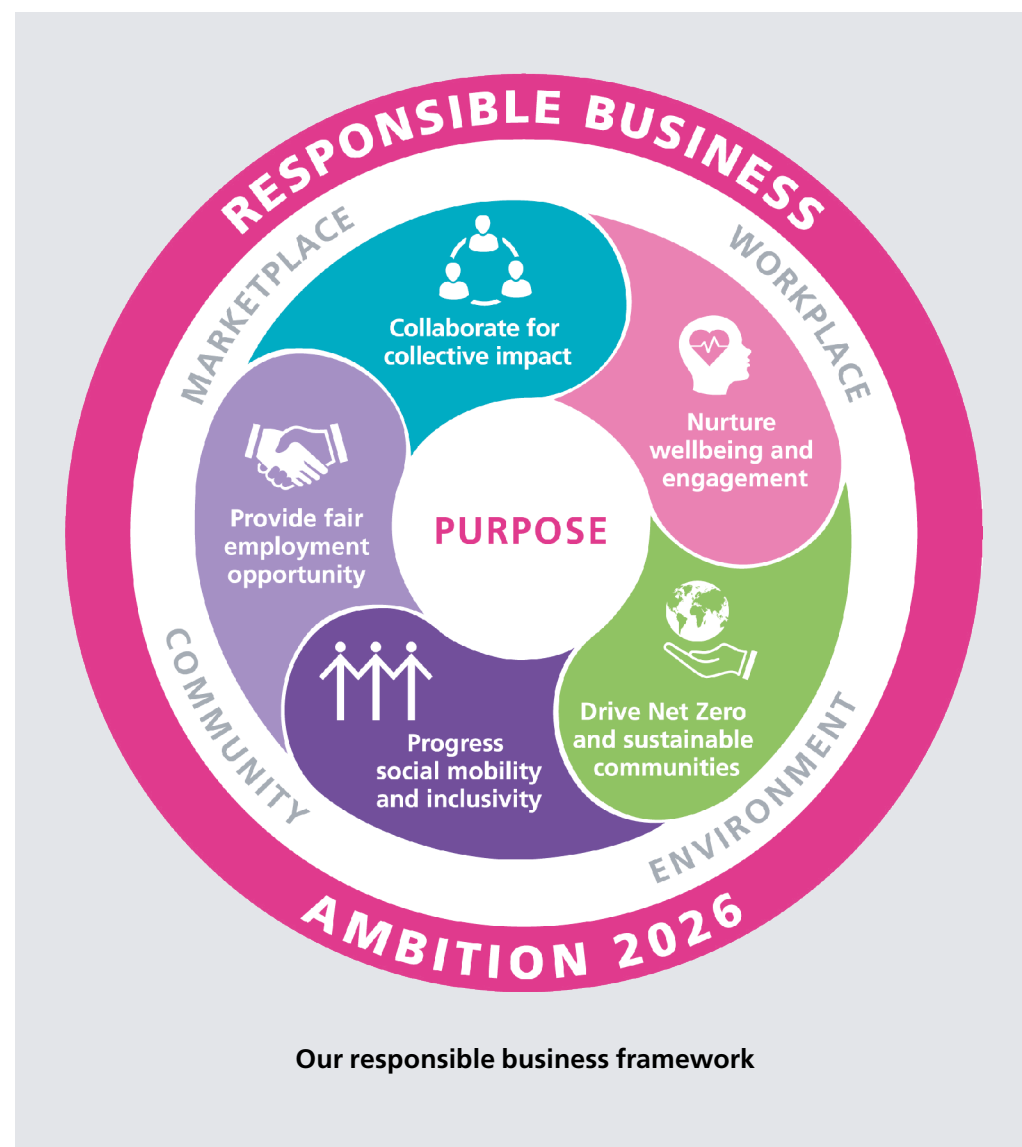 RESPONSIBLE BUSINESS
MARKETPLACE
WORKPLACE
Collaborate for
collective impact
Nurture
wellbeing and
engagement
Provide fair
employment
opportunity
PURPOSE
Drive Net Zero
and sustainable
communities
Progress
social mobility
and inclusivity
COMMUNITY
ENVIRONMENT
AMBITION 2026
Our responsible business framework